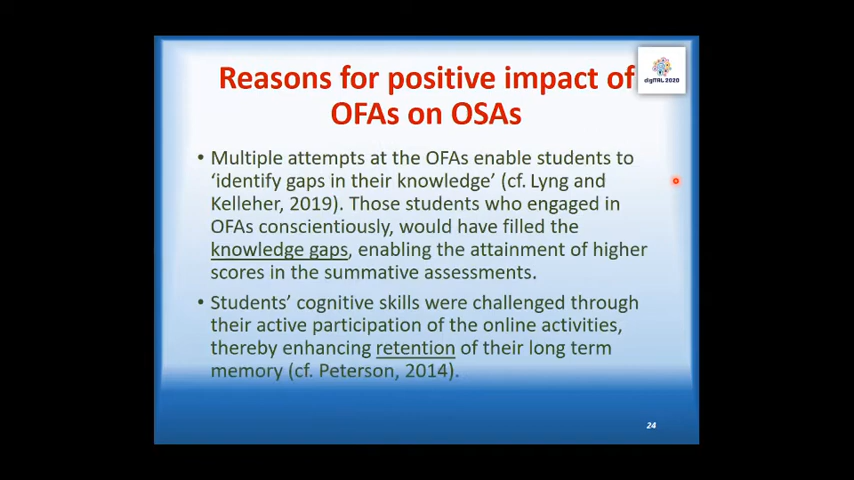 Reasons for positive impact of
OFAs on OSAs
digiTAL 2020
• Multiple attempts at the OFAs enable students to
‘identify gaps in their knowledge’ (cf. Lyng and
Kelleher, 2019). Those students who engaged in
OFAs conscientiously, would have filled the
knowledge gaps, enabling the attainment of higher
scores in the summative assessments.
• Students’ cognitive skills were challenged through
their active participation of the online activities,
thereby enhancing retention of their long term
memory (cf. Peterson, 2014).
24